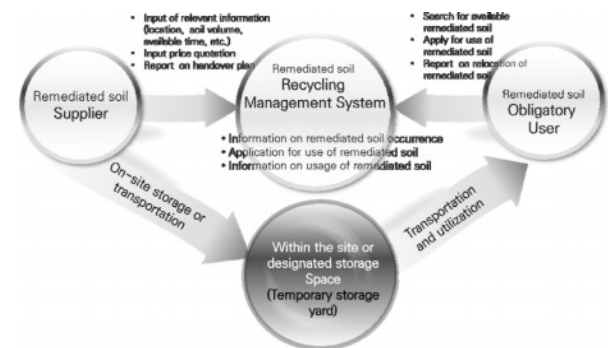 • Input of relevant information
(location, soil volume,
available time, etc.)
• Input price quotation
• Report on handover plan
• Search for available
remediated soil
• Apply for use of
remediated soil
• Report on relocation of
remediated soil
Remediated soil
Supplier
Remediated soil
Recycling
Management System
Remediated soil
Obligatory
User
• Information on remediated soil occurrence
• Application for use of remediated soil
• Information on usage of remediated soil
On-site storage or
transportation
Transportation
and utilization
Within the site or
designated storage
Space
(Temporary storage
yard)